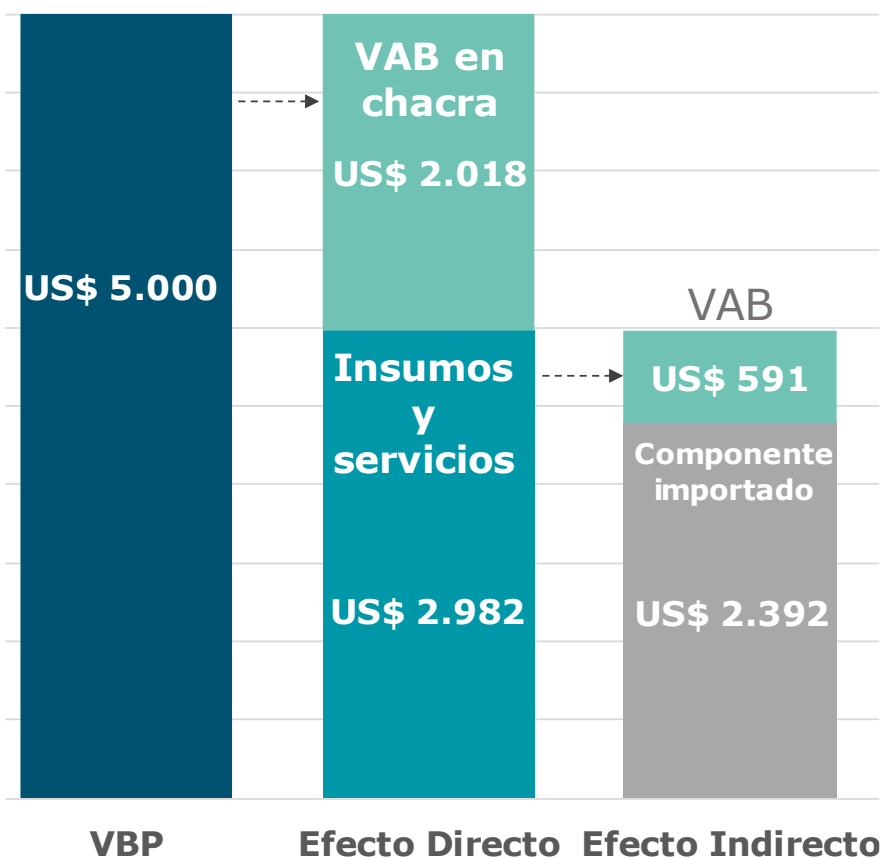 VAB en
chacra
US$ 2.018
US$ 5.000
VAB
Insumos
y
servicios
US$ 591
Componente
importado
US$ 2.982
US$ 2.392
VBP
Efecto Directo
Efecto Indirecto